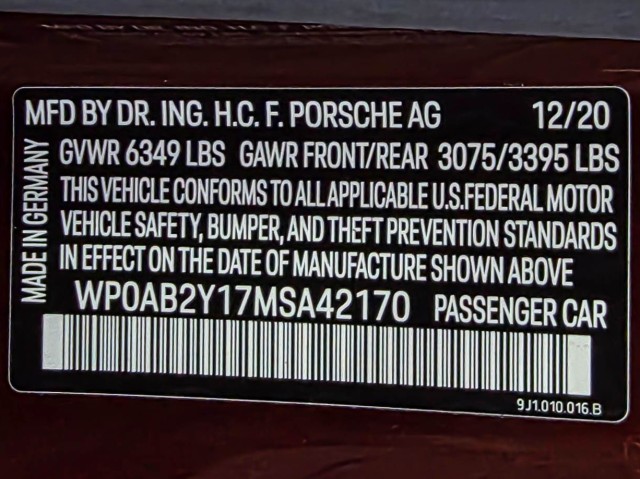 MFD BY DR. ING. H.C. F. PORSCHE AG 12/20
GVWR 6349 LBS GAWR FRONT/REAR 3075/3395 LBS
THIS VEHICLE CONFORMS TO ALL APPLICABLE U.S.FEDERAL MOTOR
VEHICLE SAFETY, BUMPER, AND THEFT PREVENTION STANDARDS
IN EFFECT ON THE DATE OF MANUFACTURE SHOWN ABOVE
WP0AB2Y17MSA42170 PASSENGER CAR
MADE IN GERMANY
9J1.010.016.B